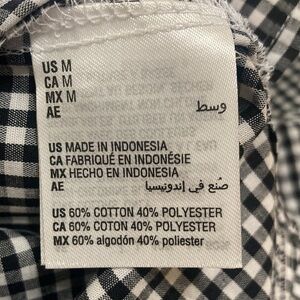 US M
CA M
MX M
AE وسط
US MADE IN INDONESIA
CA FABRIQUÉ EN INDONÉSIE
MX HECHO EN INDONESIA
AE صنع في إندونيسيا
US 60% COTTON 40% POLYESTER
CA 60% COTON 40% POLYESTER
MX 60% algodón 40% poliester